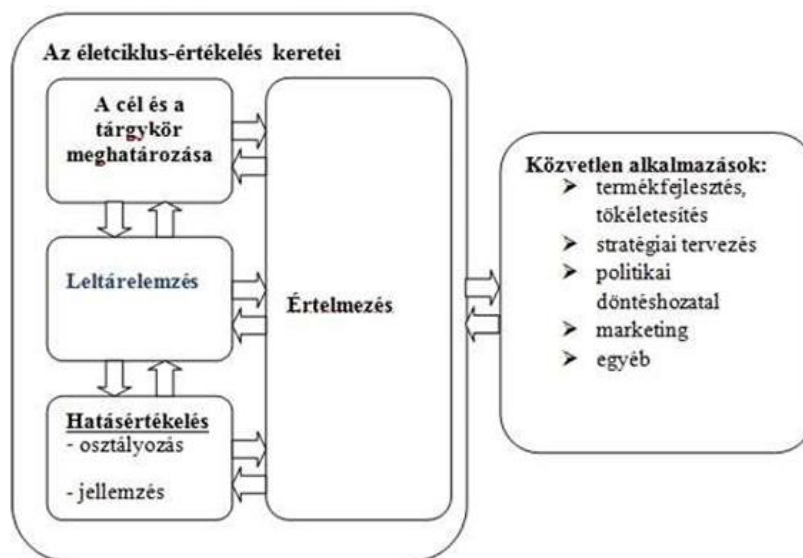 Az életciklus-értékelés keretei
A cél és a
tárgykör
meghatározása
Leltárelemzés
Hatásértékelés
- osztályozás
- jellemzés
Értelmezés
Közvetlen alkalmazások:
➤ termékfejlesztés,
tökéletesítés
➤ stratégiai tervezés
➤ politikai
döntéshozatal
➤ marketing
➤ egyéb